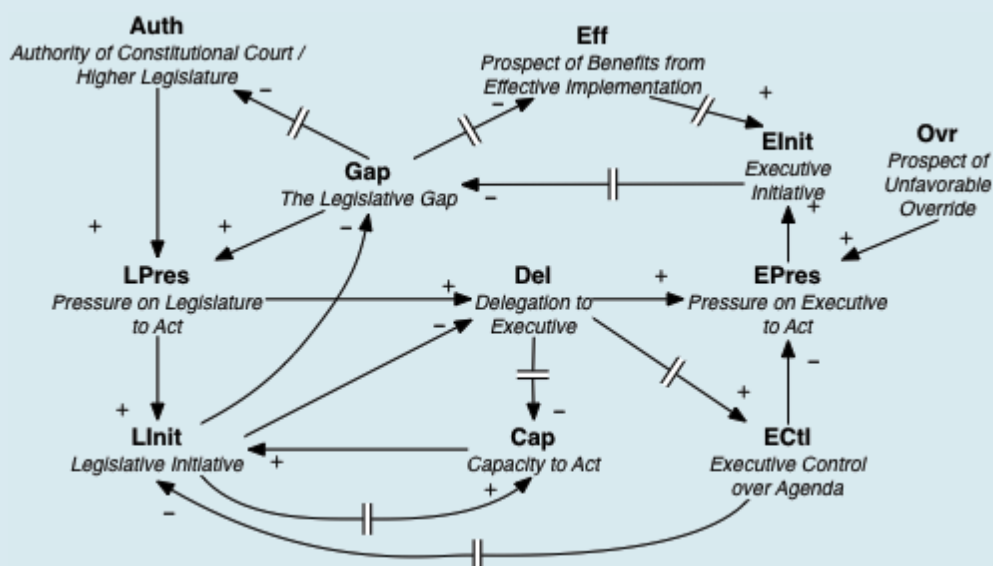 Auth
Authority of Constitutional Court /
Higher Legislature
–
Eff
Prospect of Benefits from
Effective Implementation
–
+
EInit
Executive
Initiative
+
Ovr
Prospect of
Unfavorable
Override
+
Gap
The Legislative Gap
–
–
+
+
LPres
Pressure on Legislature
to Act
+
–
Del
Delegation to
Executive
+
EPres
Pressure on Executive
to Act
–
+
LInit
Legislative Initiative
+
–
Cap
Capacity to Act
–
+
+
ECtl
Executive Control
over Agenda